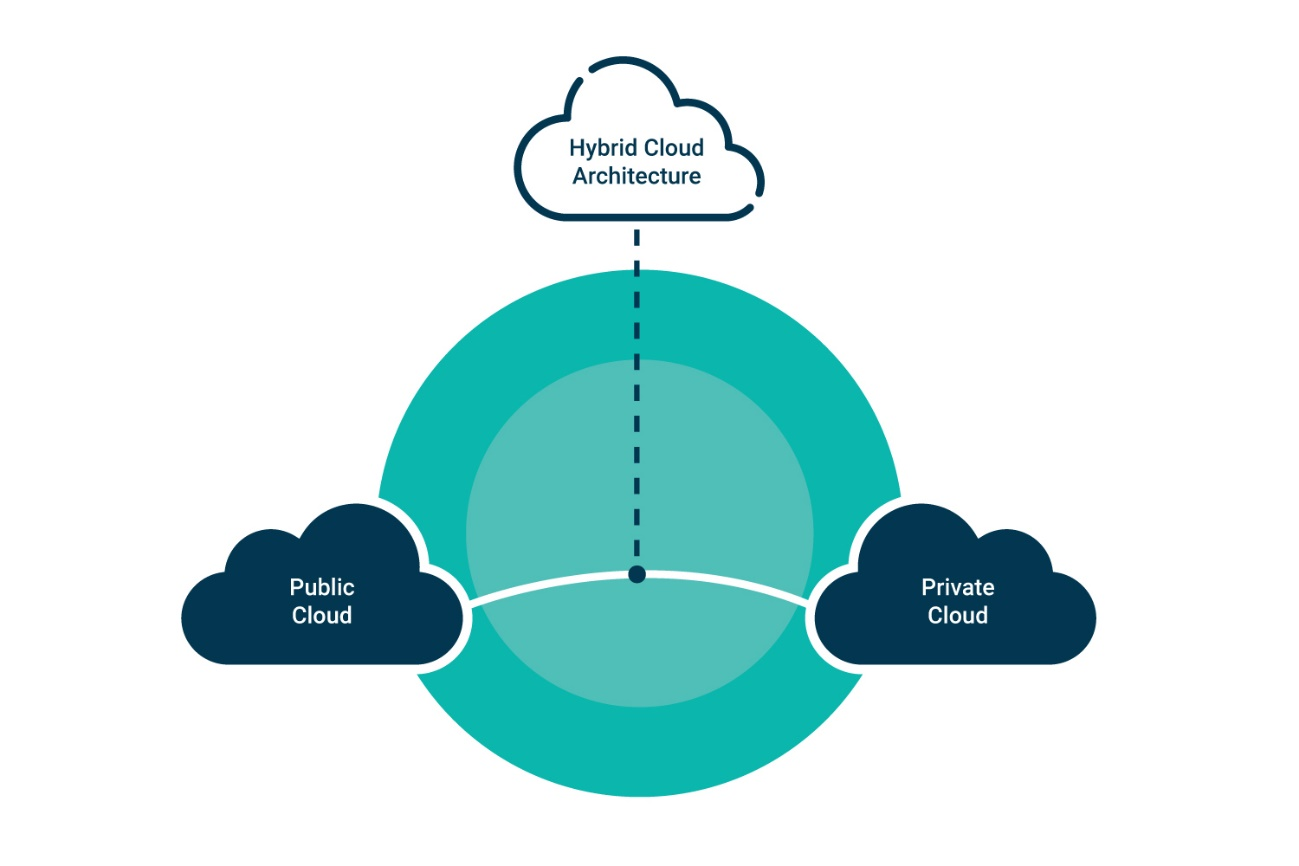 Hybrid Cloud
Architecture
Public
Cloud
Private
Cloud